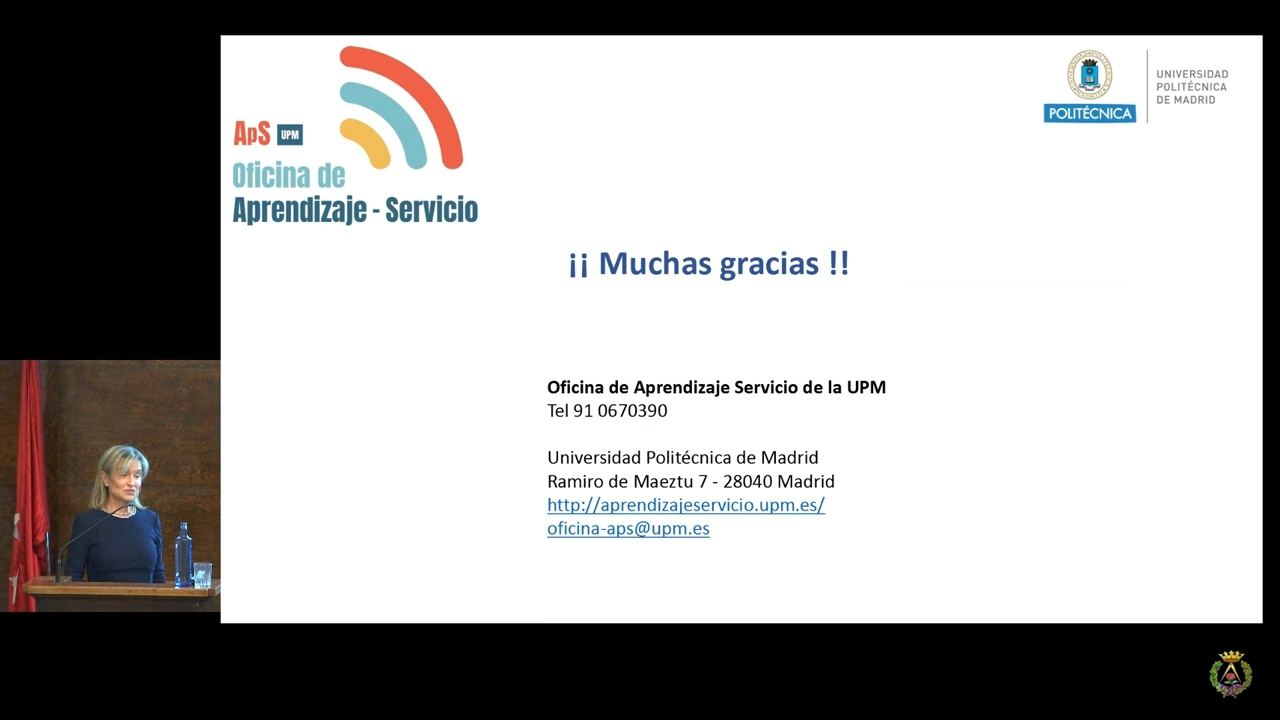 ApS UPM
Oficina de
Aprendizaje - Servicio
POLITÉCNICA
UNIVERSIDAD
POLITÉCNICA
DE MADRID
¡¡ Muchas gracias !!
Oficina de Aprendizaje Servicio de la UPM
Tel 91 0670390
Universidad Politécnica de Madrid
Ramiro de Maeztu 7 - 28040 Madrid
http://aprendizajeservicio.upm.es/
oficina-aps@upm.es